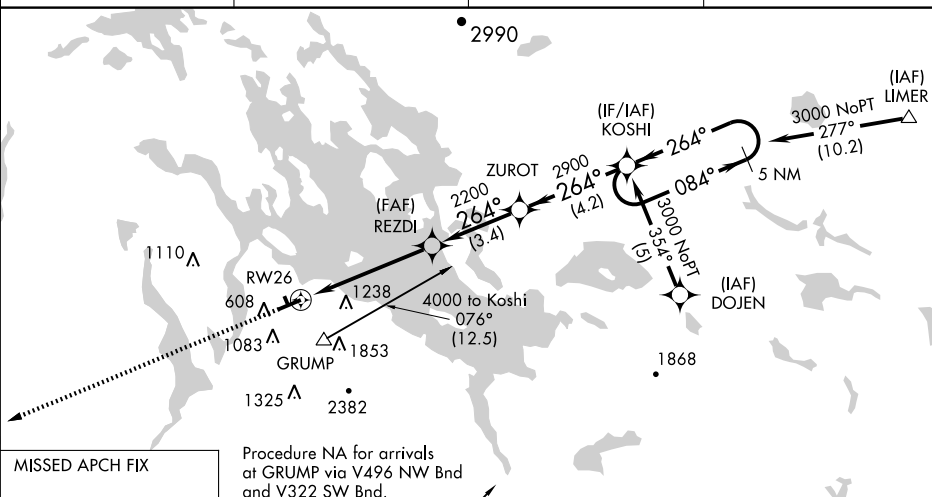 2990
(IAF)
LIMER
3000 NoPT
277°
(10.2)
(IF/IAF)
KOSHI
264°
084°
5 NM
ZUROT
2900
264°
(4.2)
2200
264°
(3.4)
(FAF)
REZDI
3000 NoPT
354°
(5)
(IAF)
DOJEN
1110
RW26
608
1238
1083
GRUMP
1853
4000 to Koshi
076°
(12.5)
1868
1325
2382
MISSED APCH FIX
Procedure NA for arrivals
at GRUMP via V496 NW Bnd
and V322 SW Bnd.